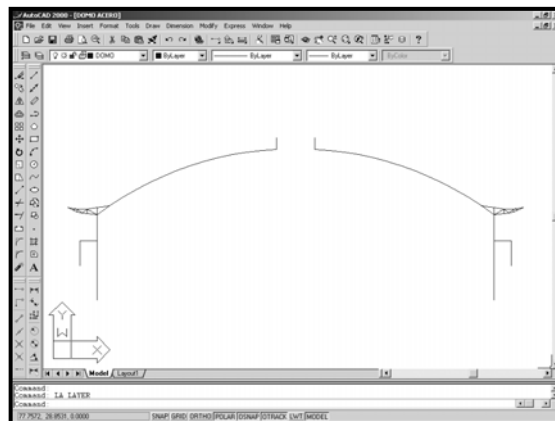 AutoCAD 2000 - [DOMO ACERO]
File Edit View Insert Format Tools Draw Dimension Modify Express Window Help
DOMO ByLayer ByLayer ByLayer ByColor
Y
W
X
Model Layout1
Command:
Command: LA LAYER
Command:
77.7572, 28.8531, 0.0000 SNAP GRID ORTHO POLAR OSNAP OTRACK LWT MODEL